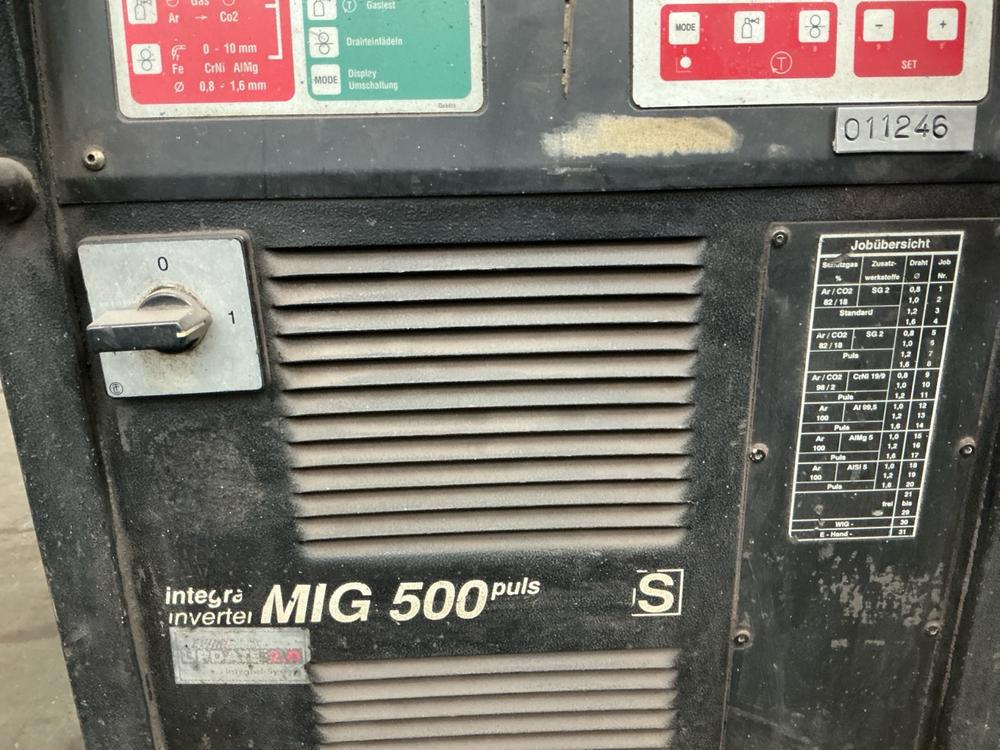 Gas
Ar → Co2
0 - 10 mm
Fe CrNi AlMg
Ø 0,8 - 1,6 mm
T Gastest
Drahteinfädeln
MODE Display
Umschaltung
MODE
T
- +
SET
011246
0
1
Jobübersicht
Schutzgas Zusatz- Draht Job
% werkstoffe Ø Nr.
Ar / CO2 SG 2 0,8 1
82 / 18 1,0 2
Standard 1,2 3
1,6 4
Ar / CO2 SG 2 0,8 5
82 / 18 1,0 6
Puls 1,2 7
1,6 8
Ar / CO2 CrNi 19/9 0,8 9
98 / 2 1,0 10
Puls 1,2 11
Ar Al 99,5 1,0 12
100 1,2 13
Puls 1,6 14
Ar AlMg 5 1,0 15
100 1,2 16
Puls 1,6 17
Ar AlSi 5 1,0 18
100 1,2 19
Puls 1,6 20
21
frei bis
29
WIG - 30
E - Hand - 31
integra
inverter MIG 500 puls
S
UPDATE 2.0